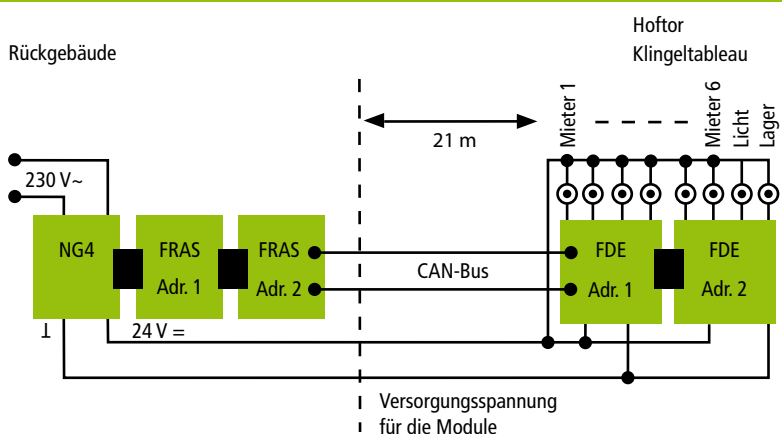 Rückgebäude
Hoftor
Klingeltableau
Mieter 1
Mieter 6
Licht
Lager
21 m
230 V~
NG4
FRAS
Adr. 1
FRAS
Adr. 2
CAN-Bus
FDE
Adr. 1
FDE
Adr. 2
⊥
24 V =
Versorgungsspannung
für die Module